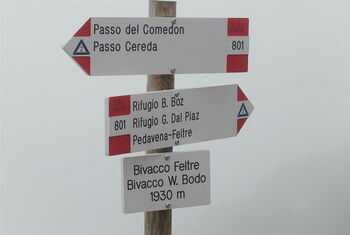 Passo del Comedon
Passo Cereda
801
Rifugio B. Boz
Rifugio G. Dal Piaz
Pedavena-Feltre
801
Bivacco Feltre
Bivacco W. Bodo
1930 m